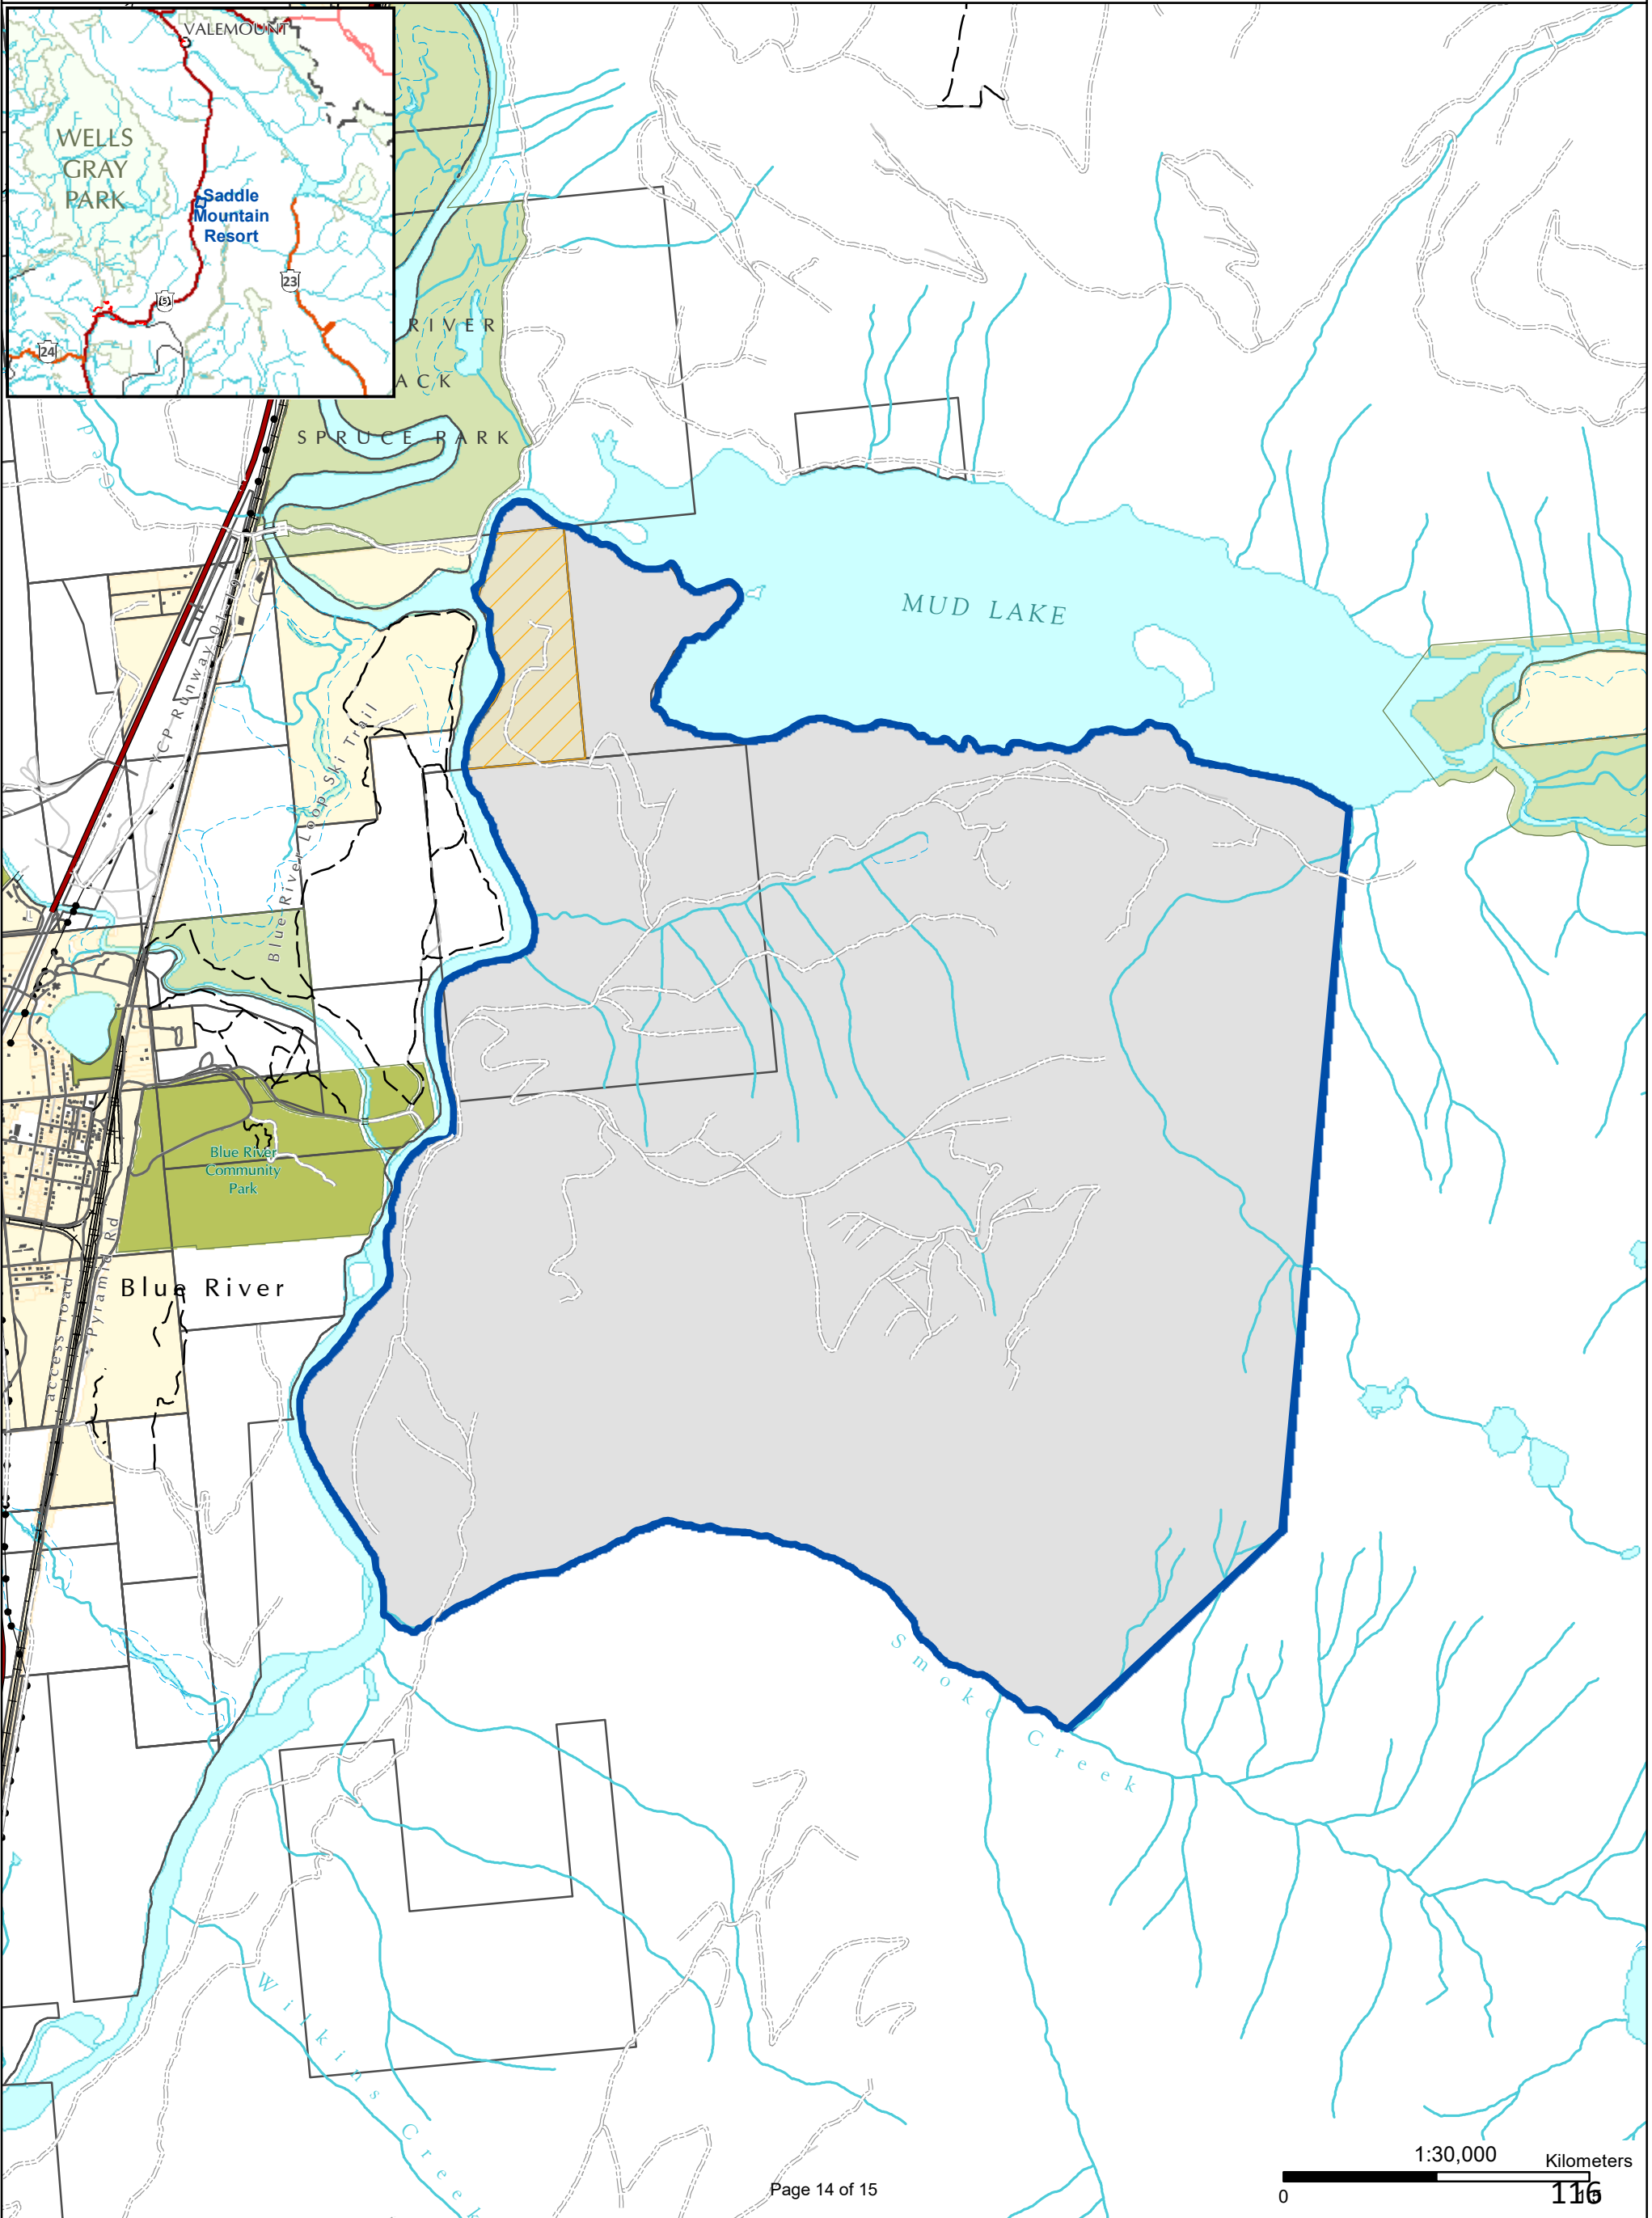 VALEMOUNT
WELLS
GRAY
PARK
Saddle
Mountain
Resort
23
5
24
RIVER
ACK
SPRUCE PARK
MUD LAKE
YCP Runway 01-19
Blue River Loop Ski Trail
Blue River
Community
Park
Blue River
access road
Pyramid Rd
Smoke Creek
Wilkins Creek
1:30,000
Kilometers
0
116
Page 14 of 15